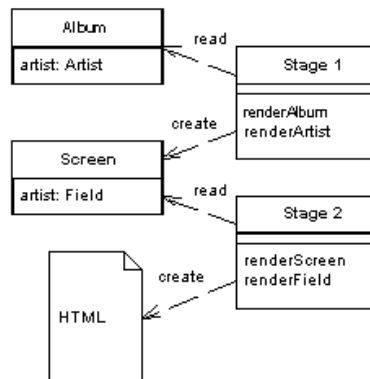 Album
artist: Artist
read
Stage 1
renderAlbum
renderArtist
create
Screen
artist: Field
read
Stage 2
renderScreen
renderField
create
HTML